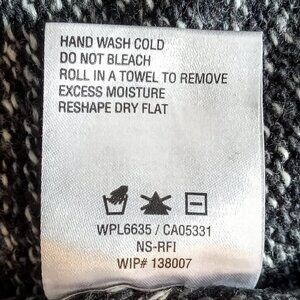 HAND WASH COLD
DO NOT BLEACH
ROLL IN A TOWEL TO REMOVE
EXCESS MOISTURE
RESHAPE DRY FLAT
WPL6635 / CA05331
NS-RFI
WIP# 138007